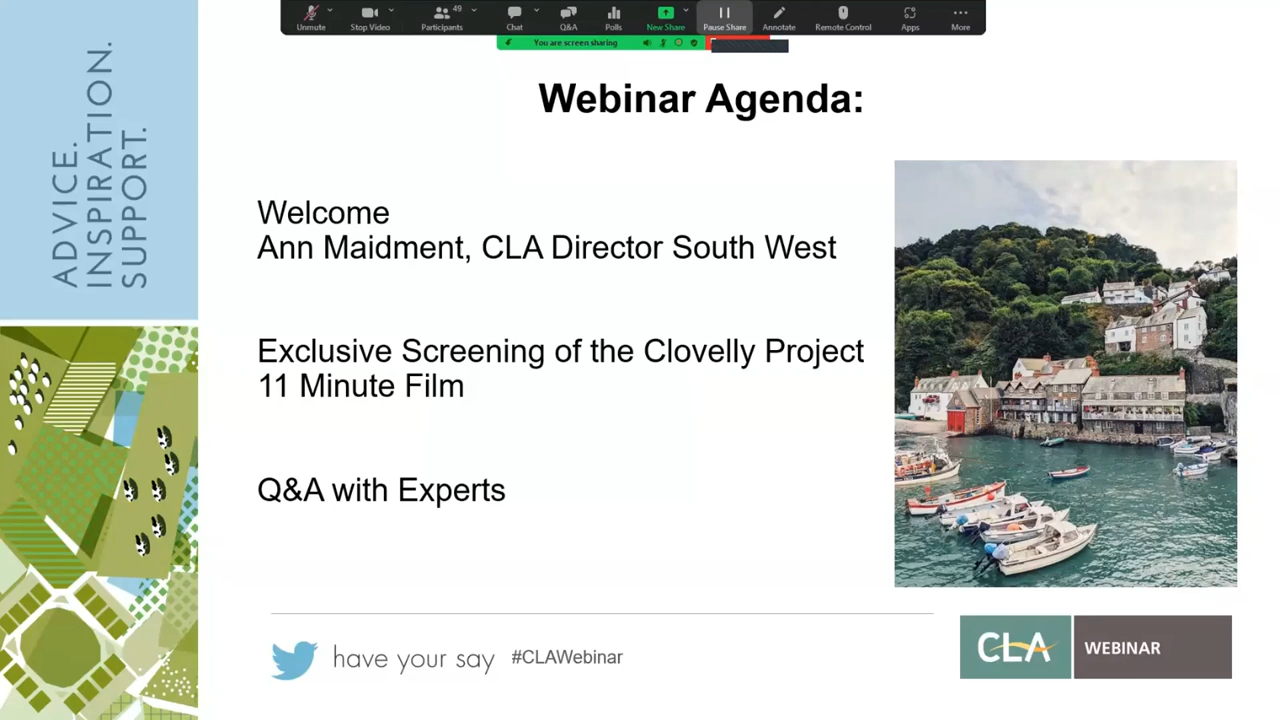 49
Unmute
Stop Video
Participants
Chat
Q&A
Polls
New Share
Pause Share
Annotate
Remote Control
Apps
More
You are screen sharing
ADVICE.
INSPIRATION.
SUPPORT.
Webinar Agenda:
Welcome
Ann Maidment, CLA Director South West
Exclusive Screening of the Clovelly Project
11 Minute Film
Q&A with Experts
have your say #CLAWebinar
CLA WEBINAR